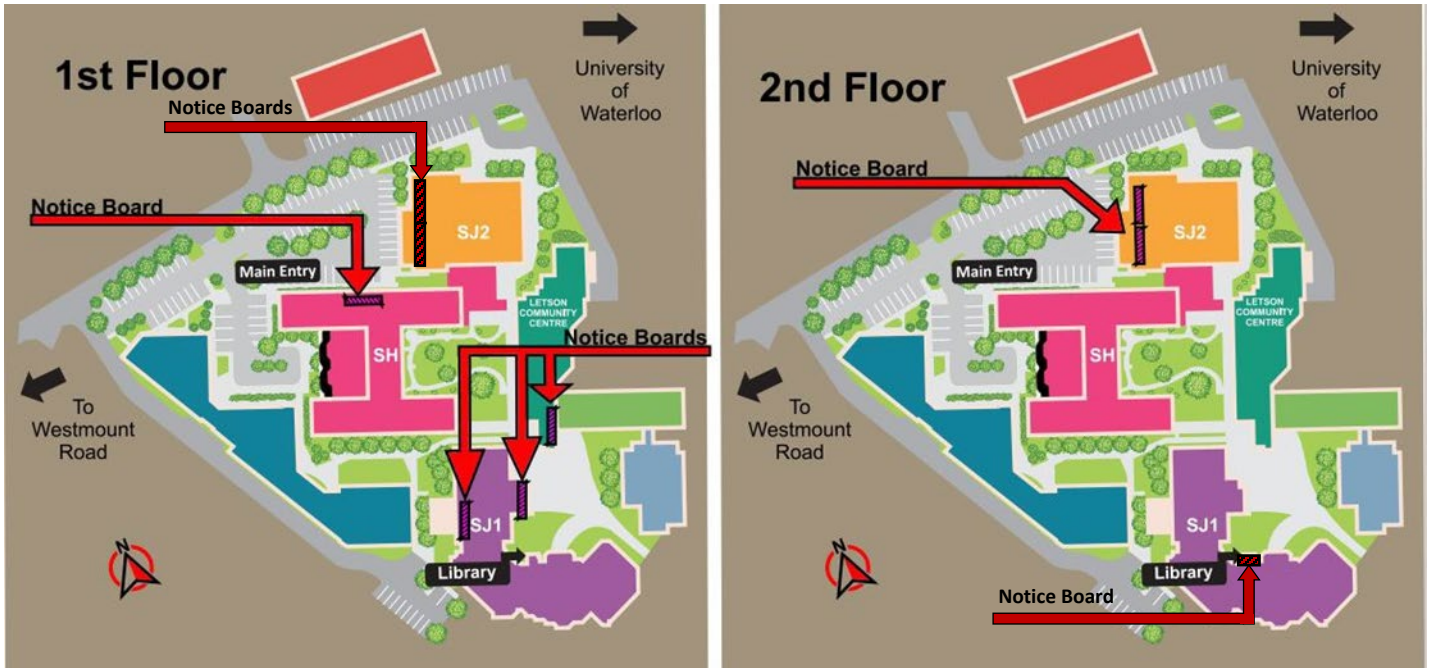 1st Floor
University
of
Waterloo
Notice Boards
Notice Board
SJ2
Main Entry
LETSON
COMMUNITY
CENTRE
Notice Boards
SH
To
Westmount
Road
SJ1
N
Library
2nd Floor
University
of
Waterloo
Notice Board
SJ2
Main Entry
LETSON
COMMUNITY
CENTRE
SH
To
Westmount
Road
SJ1
N
Library
Notice Board